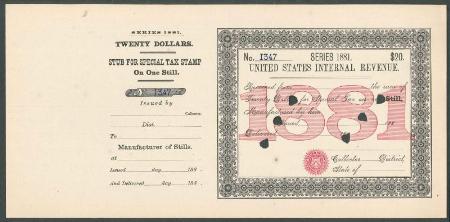 SERIES 1881.
TWENTY DOLLARS.
STUB FOR SPECIAL TAX STAMP
On One Still.
1347
Issued by
Collector,
Dist.
To
Manufacturer of Stills.
at
Issued day 188 .
and Delivered day 188 .
No. 1347 SERIES 1881. $20.
UNITED STATES INTERNAL REVENUE.
1881
Received from the sum of
Twenty Dollars for Special Tax on Still,
Manufactured by him
188
Collector District,
State of